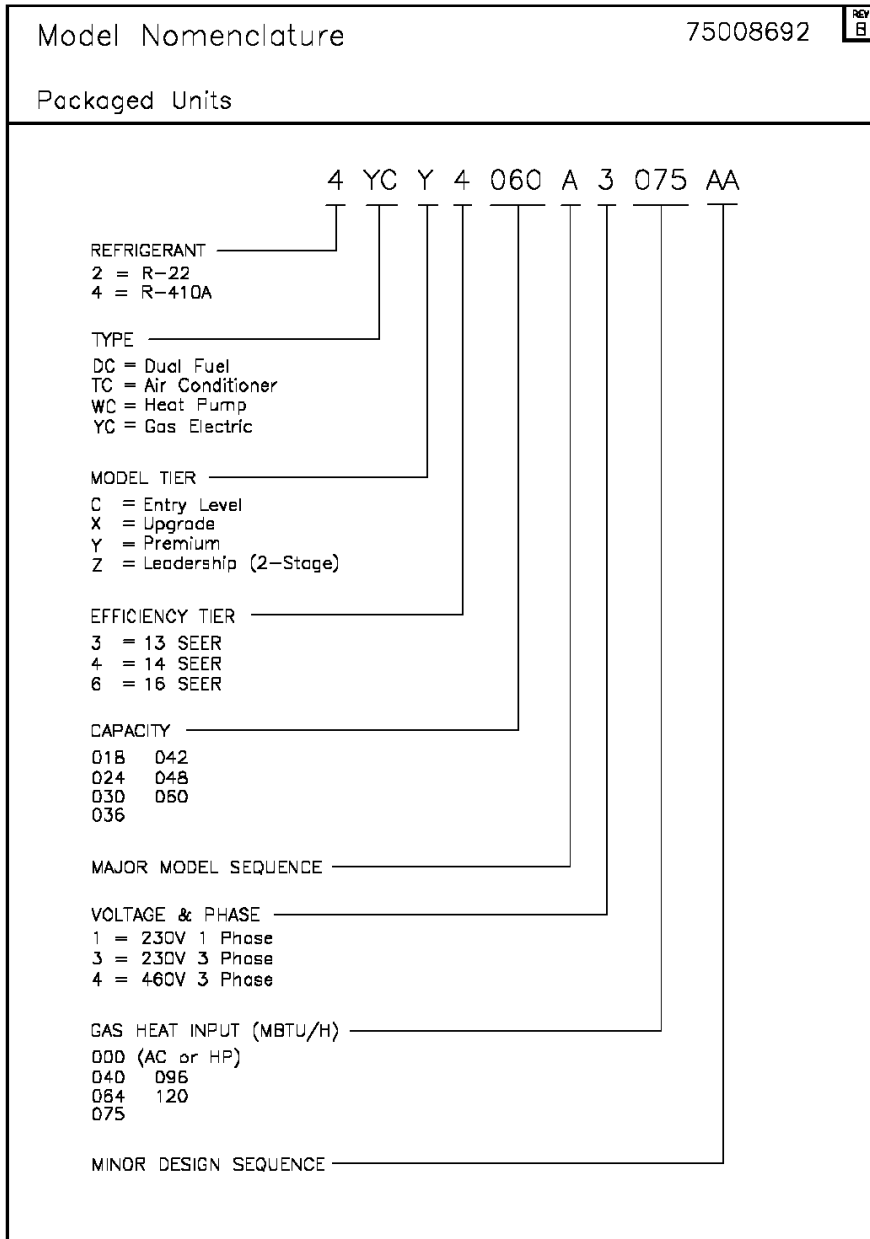 Model Nomenclature
75008692
REV
B
Packaged Units
4 YC Y 4 060 A 3 075 AA
REFRIGERANT
2 = R-22
4 = R-410A
TYPE
DC = Dual Fuel
TC = Air Conditioner
WC = Heat Pump
YC = Gas Electric
MODEL TIER
C = Entry Level
X = Upgrade
Y = Premium
Z = Leadership (2-Stage)
EFFICIENCY TIER
3 = 13 SEER
4 = 14 SEER
6 = 16 SEER
CAPACITY
018 042
024 048
030 060
036
MAJOR MODEL SEQUENCE
VOLTAGE & PHASE
1 = 230V 1 Phase
3 = 230V 3 Phase
4 = 460V 3 Phase
GAS HEAT INPUT (MBTU/H)
000 (AC or HP)
040 096
064 120
075
MINOR DESIGN SEQUENCE